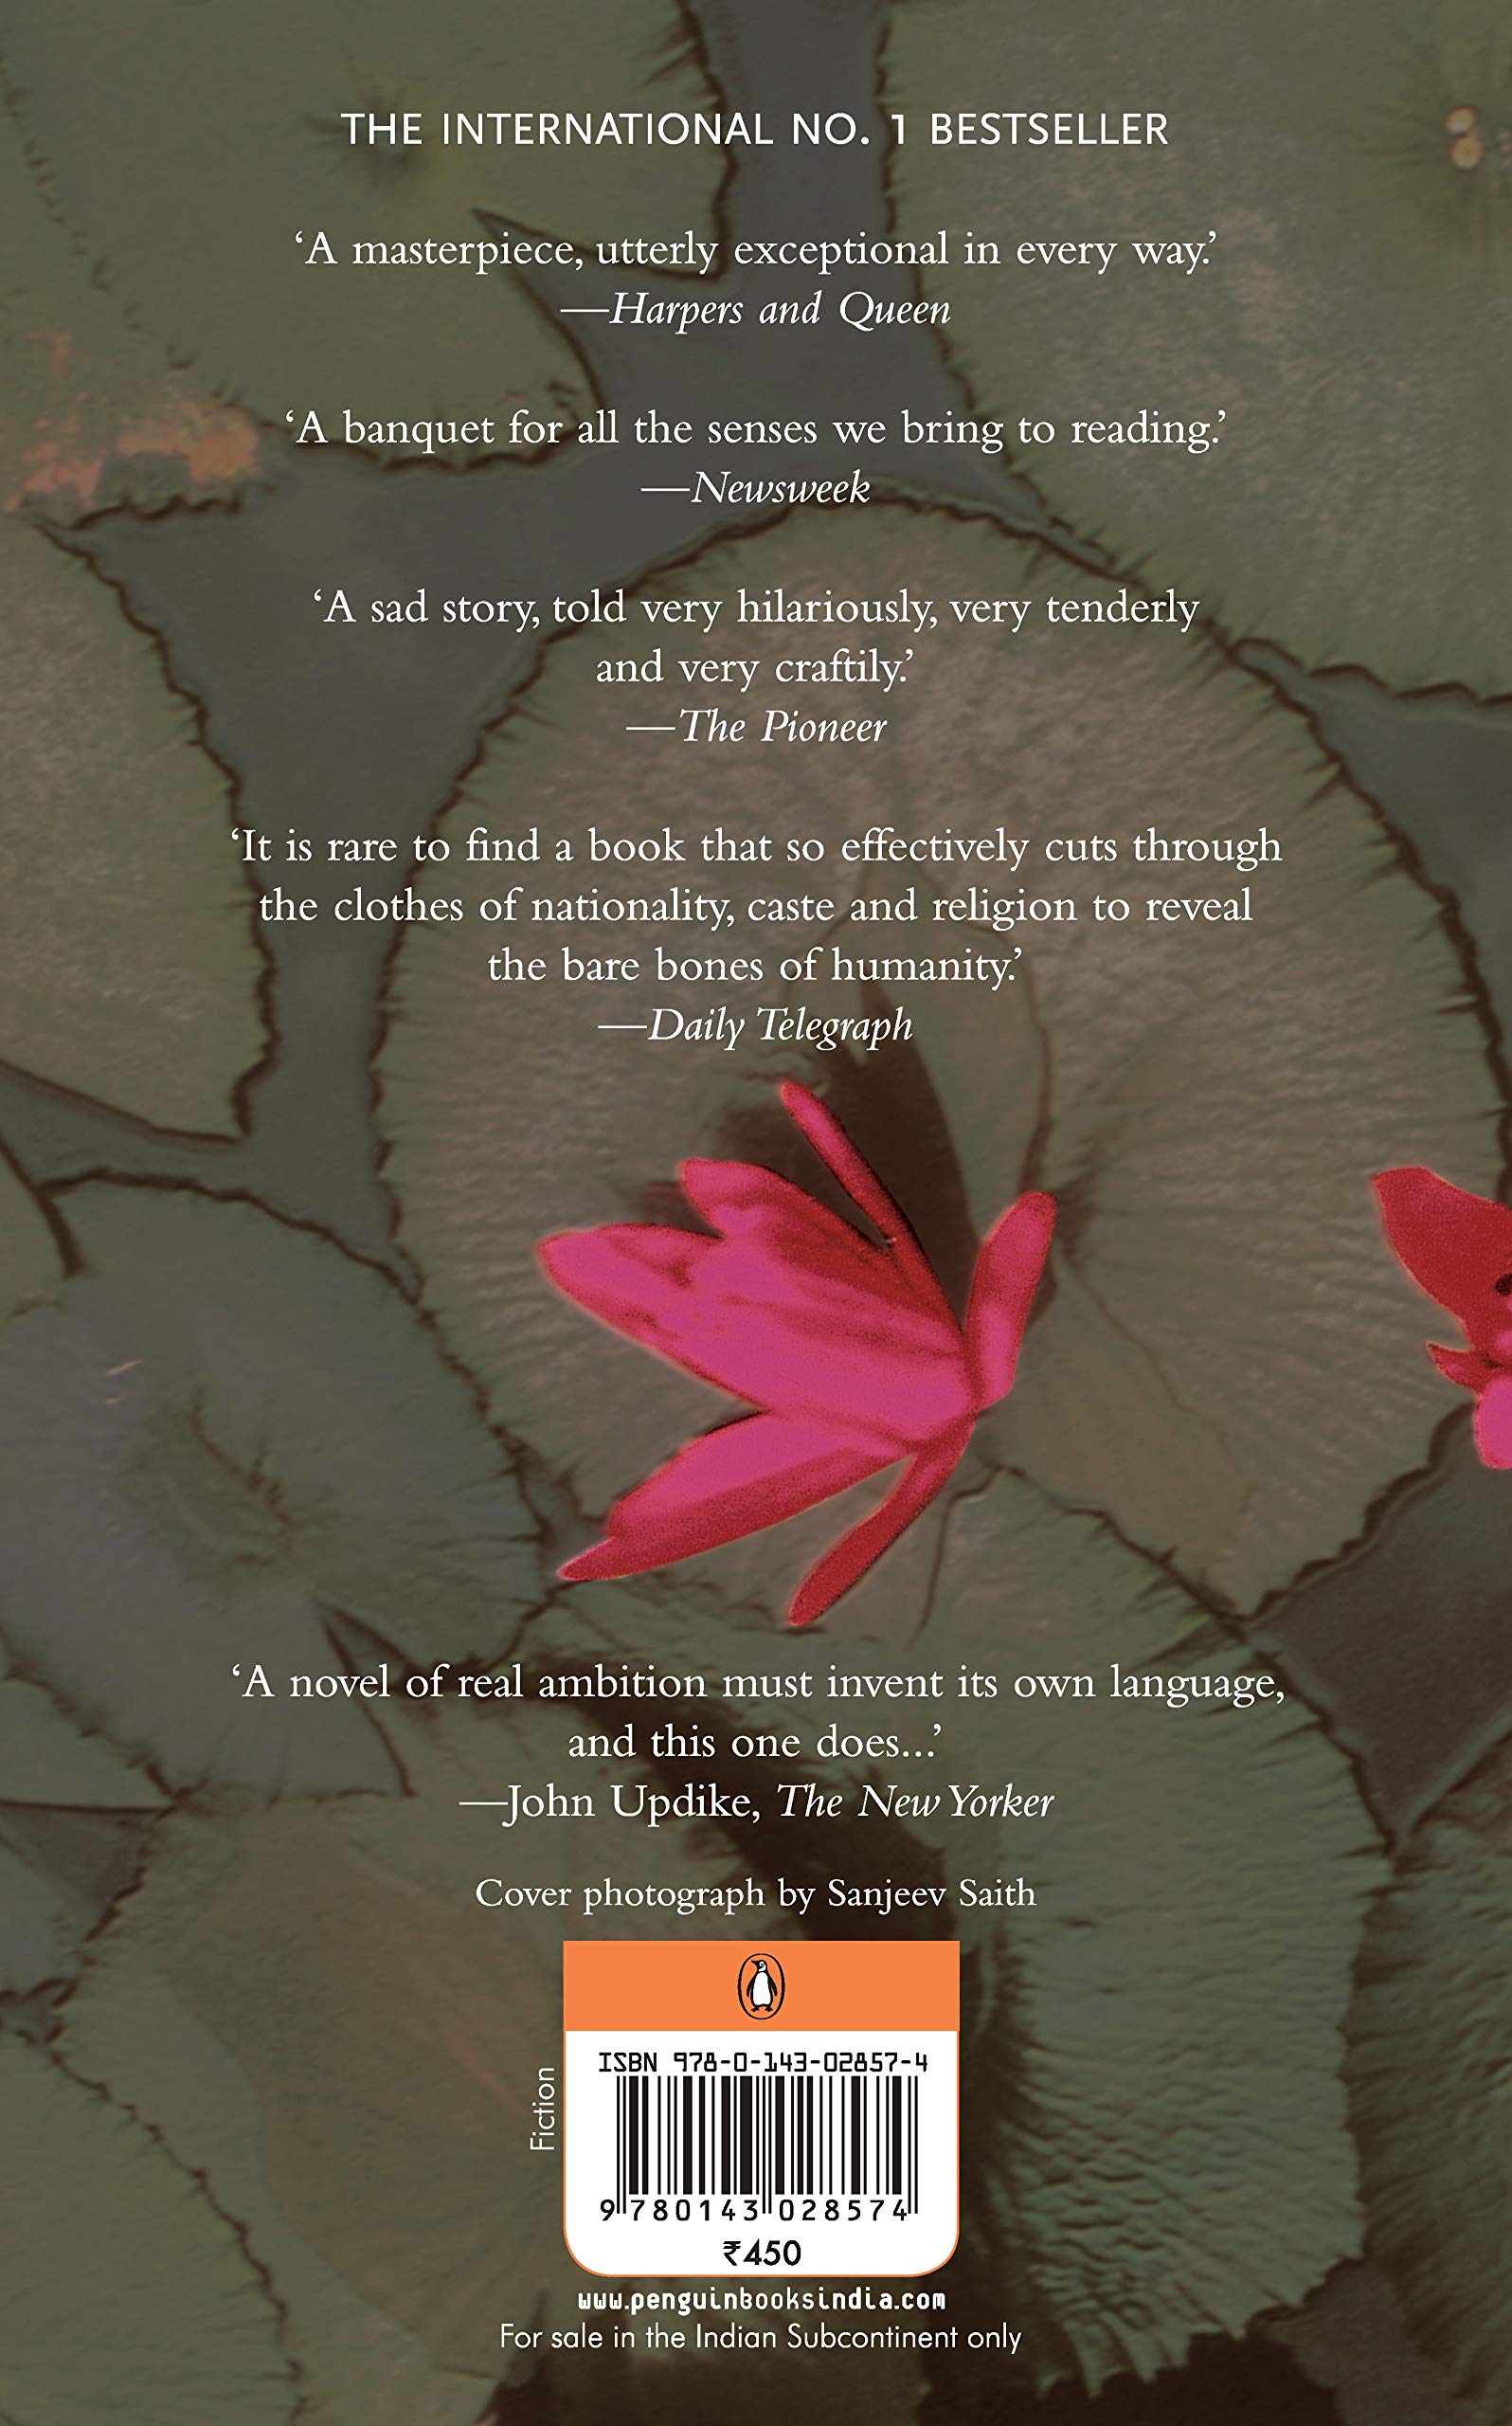 THE INTERNATIONAL NO. 1 BESTSELLER
‘A masterpiece, utterly exceptional in every way.’
—Harpers and Queen
‘A banquet for all the senses we bring to reading.’
—Newsweek
‘A sad story, told very hilariously, very tenderly
and very craftily.’
—The Pioneer
‘It is rare to find a book that so effectively cuts through
the clothes of nationality, caste and religion to reveal
the bare bones of humanity.’
—Daily Telegraph
‘A novel of real ambition must invent its own language,
and this one does...’
—John Updike, The New Yorker
Cover photograph by Sanjeev Saith
Fiction
ISBN 978-0-143-02857-4
9 780143 028574
₹450
www.penguinbooksindia.com
For sale in the Indian Subcontinent only